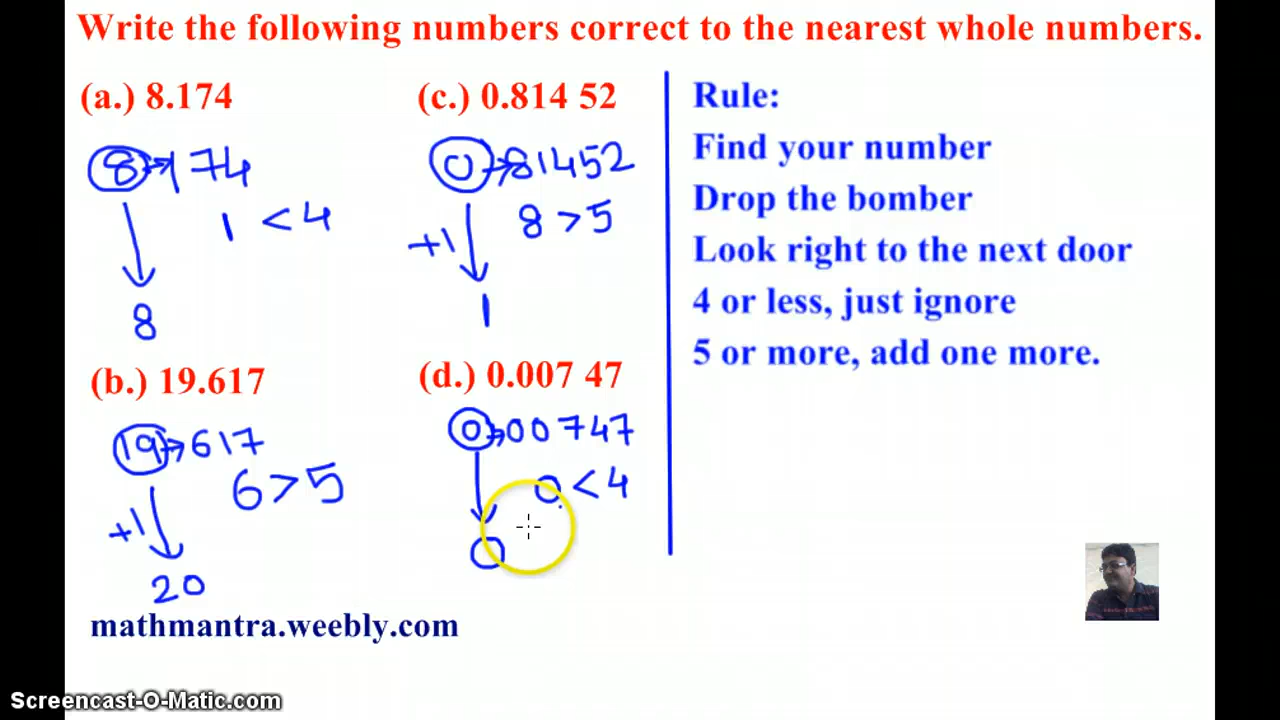 Write the following numbers correct to the nearest whole numbers.
(a.) 8.174
8→174
1 < 4
8
(b.) 19.617
19→617
6 > 5
+1
20
(c.) 0.814 52
0→81452
8 > 5
+1
1
(d.) 0.007 47
0→00747
0 < 4
0
Rule:
Find your number
Drop the bomber
Look right to the next door
4 or less, just ignore
5 or more, add one more.
mathmantra.weebly.com
Screencast-O-Matic.com